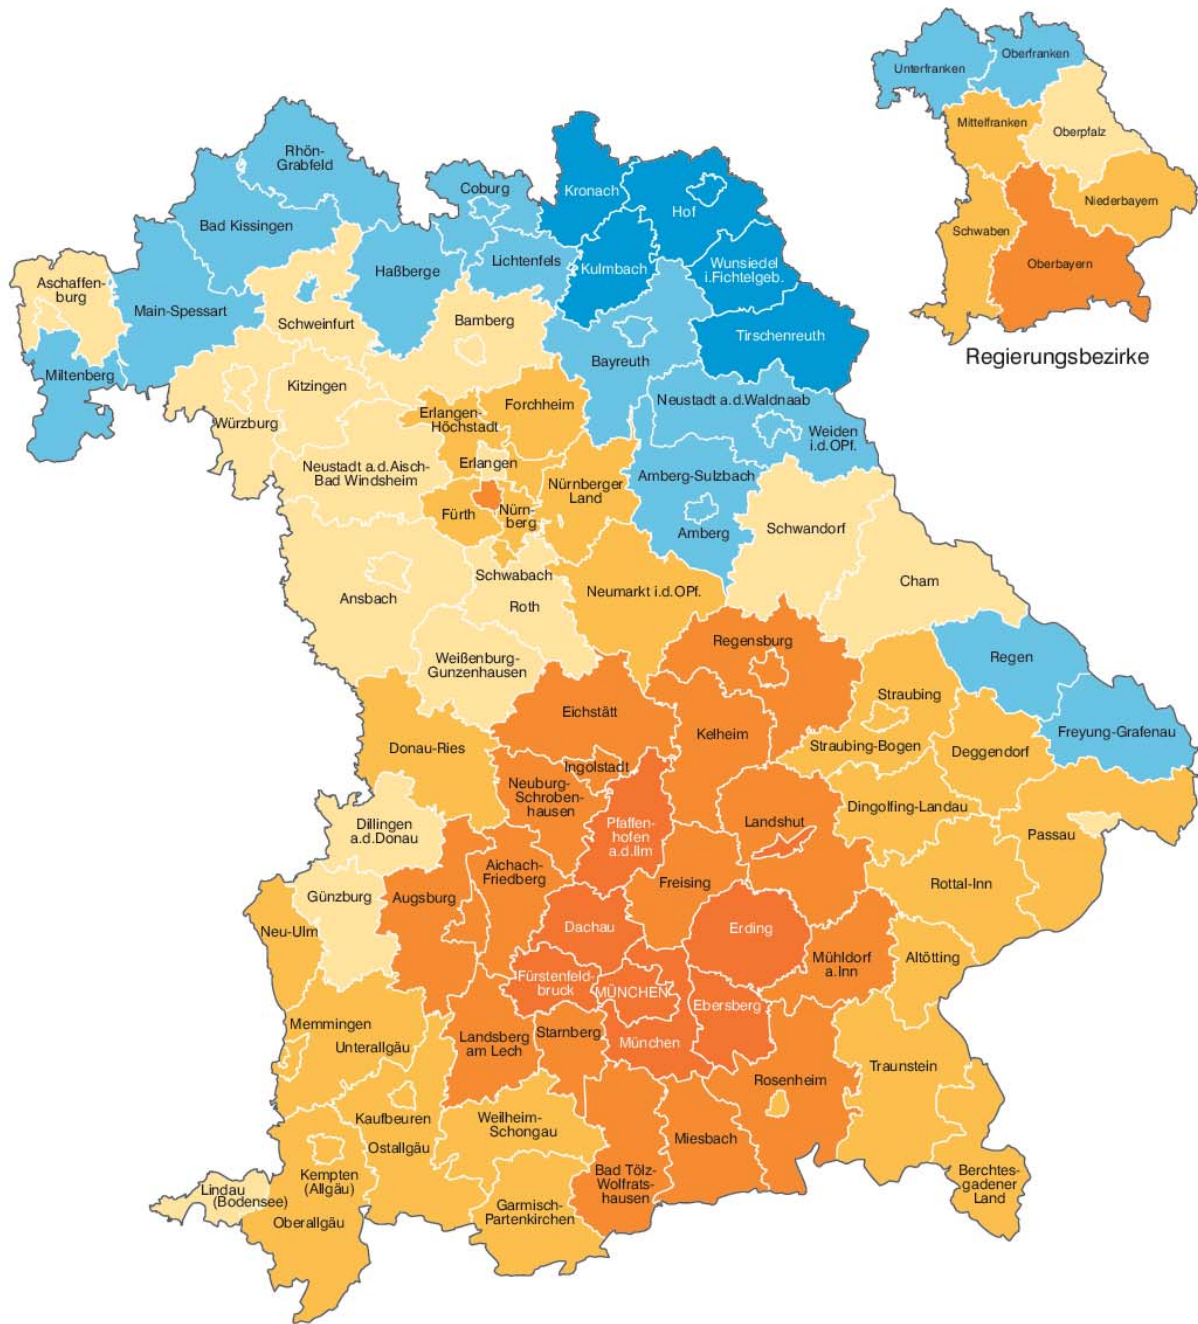 Oberfranken
Unterfranken
Mittelfranken
Oberpfalz
Niederbayern
Schwaben
Oberbayern
Regierungsbezirke
Rhön-
Grabfeld
Coburg
Kronach
Hof
Bad Kissingen
Lichtenfels
Kulmbach
Wunsiedel
i.Fichtelgeb.
Haßberge
Aschaffen-
burg
Main-Spessart
Schweinfurt
Bamberg
Tirschenreuth
Bayreuth
Miltenberg
Kitzingen
Forchheim
Neustadt a.d.Waldnaab
Würzburg
Erlangen-
Höchstadt
Weiden
i.d.OPf.
Neustadt a.d.Aisch-
Bad Windsheim
Erlangen
Nürnberger
Land
Amberg-Sulzbach
Fürth
Nürn-
berg
Amberg
Schwandorf
Schwabach
Ansbach
Roth
Neumarkt i.d.OPf.
Cham
Weißenburg-
Gunzenhausen
Regensburg
Regen
Eichstätt
Straubing
Kelheim
Freyung-Grafenau
Donau-Ries
Straubing-Bogen
Deggendorf
Ingolstadt
Neuburg-
Schroben-
hausen
Dingolfing-Landau
Dillingen
a.d.Donau
Pfaffen-
hofen
a.d.Ilm
Landshut
Passau
Aichach-
Friedberg
Freising
Rottal-Inn
Günzburg
Augsburg
Neu-Ulm
Dachau
Erding
Mühldorf
a.Inn
Altötting
Fürstenfeld-
bruck
MÜNCHEN
Ebersberg
Memmingen
Unterallgäu
Landsberg
am Lech
Starnberg
München
Traunstein
Rosenheim
Kaufbeuren
Ostallgäu
Weilheim-
Schongau
Miesbach
Kempten
(Allgäu)
Bad Tölz-
Wolfrats-
hausen
Berchtes-
gadener
Land
Lindau
(Bodensee)
Oberallgäu
Garmisch-
Partenkirchen